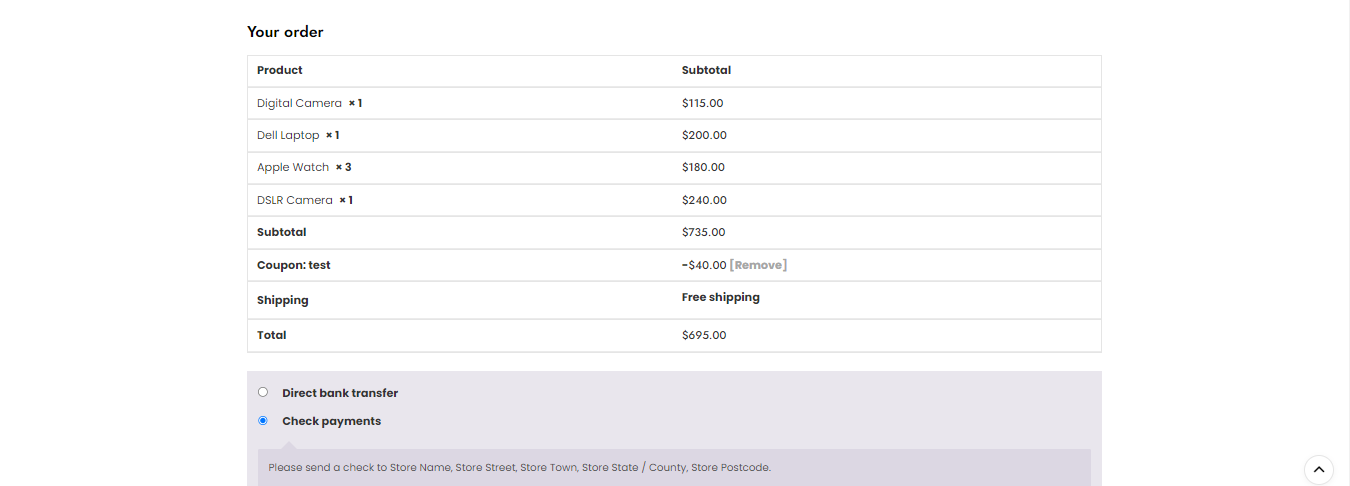 Your order
Product Subtotal
Digital Camera × 1 $115.00
Dell Laptop × 1 $200.00
Apple Watch × 3 $180.00
DSLR Camera × 1 $240.00
Subtotal $735.00
Coupon: test -$40.00 [Remove]
Shipping Free shipping
Total $695.00
Direct bank transfer
Check payments
Please send a check to Store Name, Store Street, Store Town, Store State / County, Store Postcode.